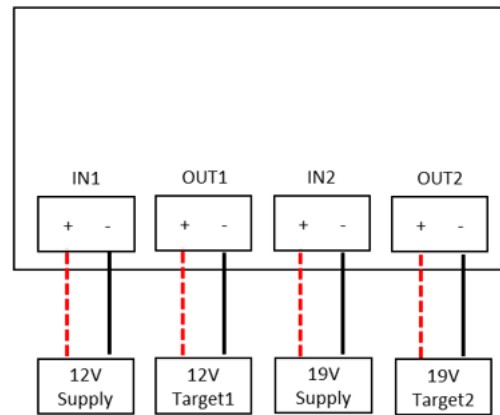 IN1 OUT1 IN2 OUT2
+ - + - + - + -
12V 12V 19V 19V
Supply Target1 Supply Target2